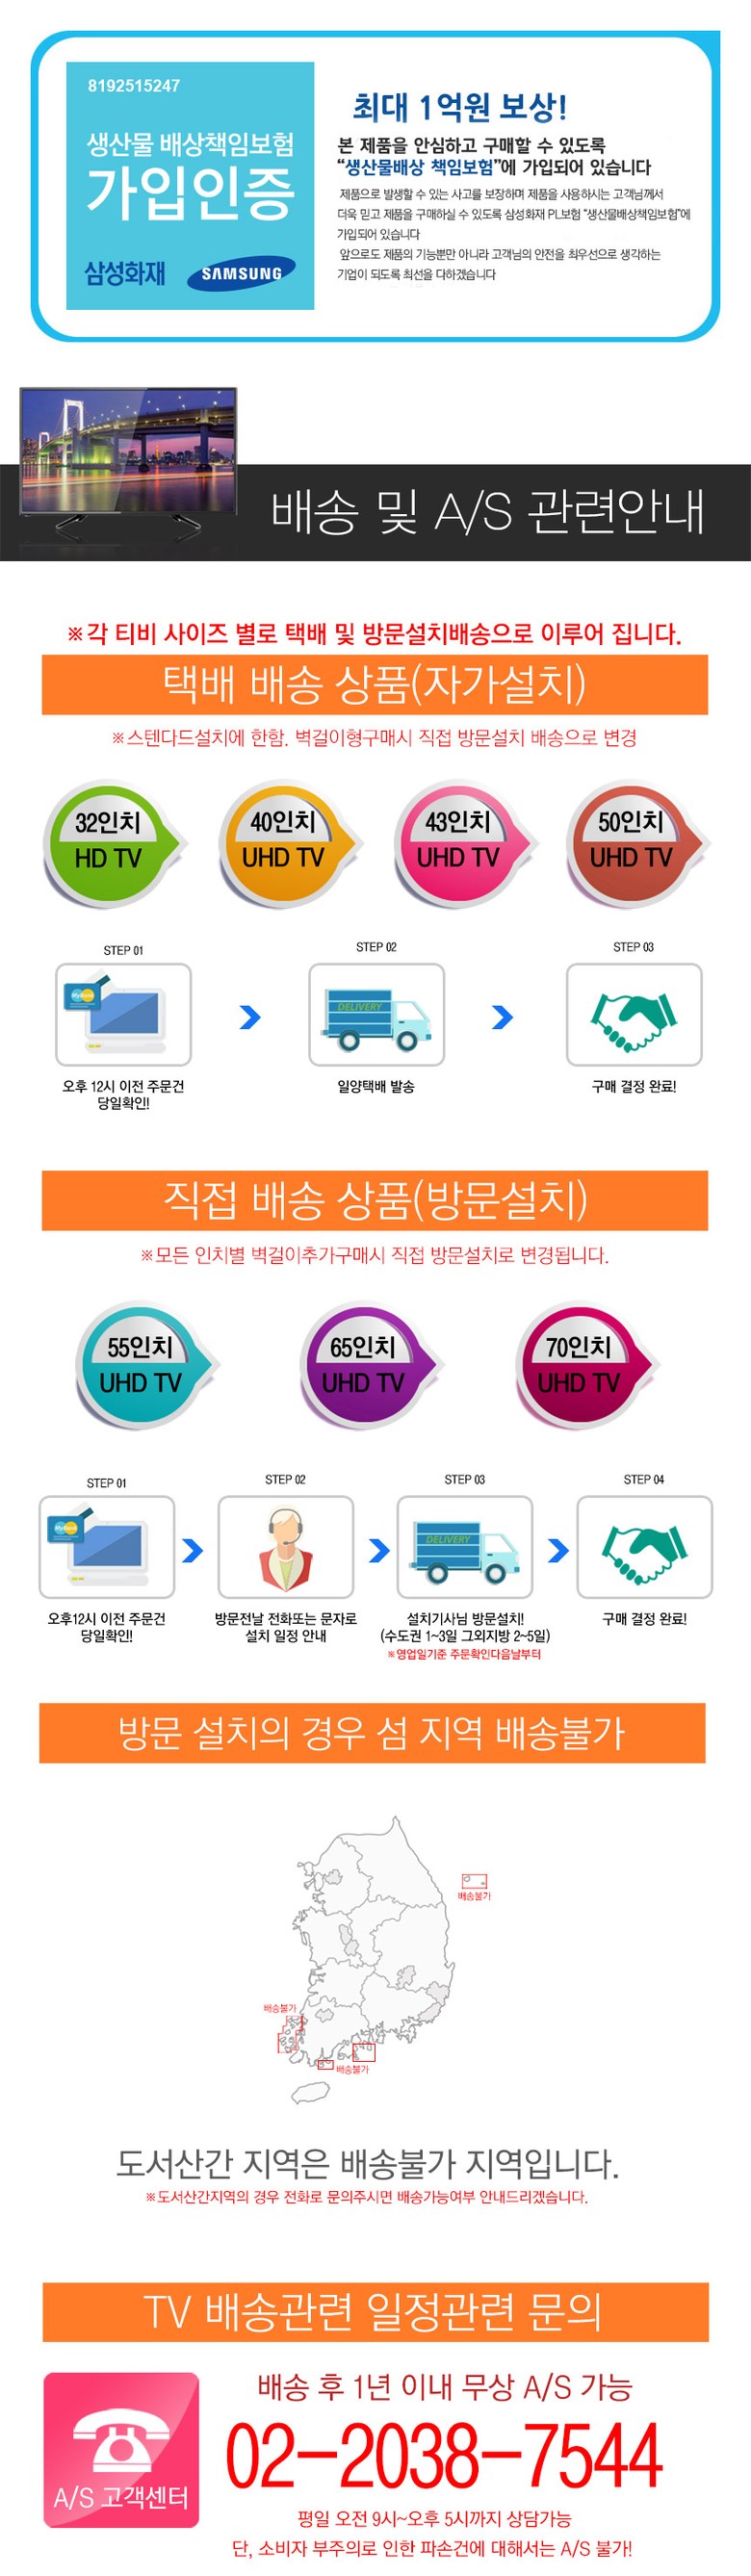 8192515247
생산물 배상책임보험
가입인증
삼성화재 SAMSUNG
최대 1억원 보상!
본 제품을 안심하고 구매할 수 있도록
“생산물배상 책임보험”에 가입되어 있습니다
제품으로 발생할 수 있는 사고를 보장하며 제품을 사용하시는 고객님께서
더욱 믿고 제품을 구매하실 수 있도록 삼성화재 PL보험 "생산물배상책임보험"에
가입되어 있습니다
앞으로도 제품의 기능뿐만 아니라 고객님의 안전을 최우선으로 생각하는
기업이 되도록 최선을 다하겠습니다
배송 및 A/S 관련안내
※각 티비 사이즈 별로 택배 및 방문설치배송으로 이루어 집니다.
택배 배송 상품(자가설치)
※스텐다드설치에 한함. 벽걸이형구매시 직접 방문설치 배송으로 변경
32인치
HD TV
40인치
UHD TV
43인치
UHD TV
50인치
UHD TV
STEP 01
STEP 02
STEP 03
MyBank
DELIVERY
오후 12시 이전 주문건
당일확인!
일양택배 발송
구매 결정 완료!
직접 배송 상품(방문설치)
※모든 인치별 벽걸이추가구매시 직접 방문설치로 변경됩니다.
55인치
UHD TV
65인치
UHD TV
70인치
UHD TV
STEP 01
STEP 02
STEP 03
STEP 04
MyBank
DELIVERY
오후12시 이전 주문건
당일확인!
방문전날 전화또는 문자로
설치 일정 안내
설치기사님 방문설치!
(수도권 1~3일 그외지방 2~5일)
※영업일기준 주문확인다음날부터
구매 결정 완료!
방문 설치의 경우 섬 지역 배송불가
배송불가
배송불가
배송불가
도서산간 지역은 배송불가 지역입니다.
※도서산간지역의 경우 전화로 문의주시면 배송가능여부 안내드리겠습니다.
TV 배송관련 일정관련 문의
A/S 고객센터
배송 후 1년 이내 무상 A/S 가능
02-2038-7544
평일 오전 9시~오후 5시까지 상담가능
단, 소비자 부주의로 인한 파손건에 대해서는 A/S 불가!